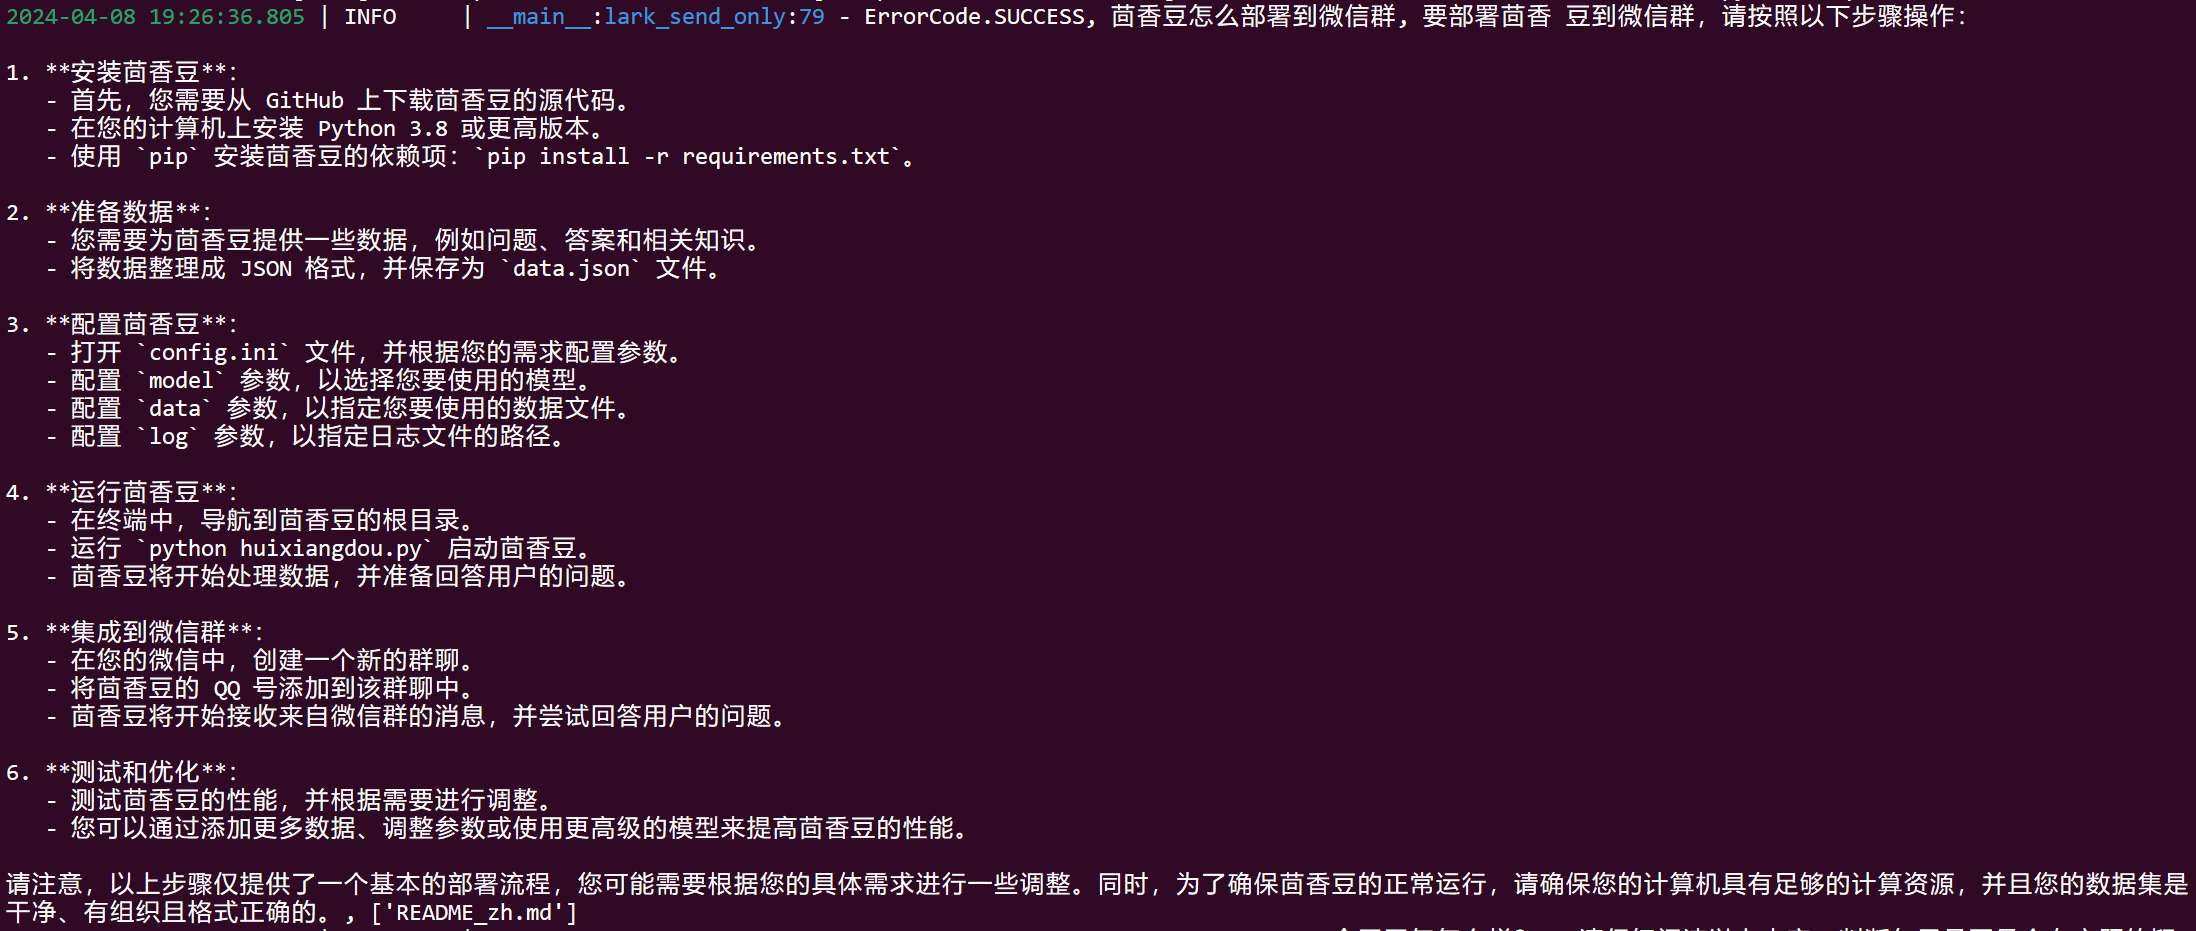 2024-04-08 19:26:36.805 | INFO     | __main__:lark_send_only:79 - ErrorCode.SUCCESS, 茴香豆怎么部署到微信群, 要部署茴香 豆到微信群，请按照以下步骤操作：
1. **安装茴香豆**：
- 首先，您需要从 GitHub 上下载茴香豆的源代码。
- 在您的计算机上安装 Python 3.8 或更高版本。
- 使用 `pip` 安装茴香豆的依赖项：`pip install -r requirements.txt`。
2. **准备数据**：
- 您需要为茴香豆提供一些数据，例如问题、答案和相关知识。
- 将数据整理成 JSON 格式，并保存为 `data.json` 文件。
3. **配置茴香豆**：
- 打开 `config.ini` 文件，并根据您的需求配置参数。
- 配置 `model` 参数，以选择您要使用的模型。
- 配置 `data` 参数，以指定您要使用的数据文件。
- 配置 `log` 参数，以指定日志文件的路径。
4. **运行茴香豆**：
- 在终端中，导航到茴香豆的根目录。
- 运行 `python huixiangdou.py` 启动茴香豆。
- 茴香豆将开始处理数据，并准备回答用户的问题。
5. **集成到微信群**：
- 在您的微信中，创建一个新的群聊。
- 将茴香豆的 QQ 号添加到该群聊中。
- 茴香豆将开始接收来自微信群的消息，并尝试回答用户的问题。
6. **测试和优化**：
- 测试茴香豆的性能，并根据需要进行调整。
- 您可以通过添加更多数据、调整参数或使用更高级的模型来提高茴香豆的性能。
请注意，以上步骤仅提供了一个基本的部署流程，您可能需要根据您的具体需求进行一些调整。同时，为了确保茴香豆的正常运行，请确保您的计算机具有足够的计算资源，并且您的数据集是
干净、有组织且格式正确的。, ['README_zh.md']